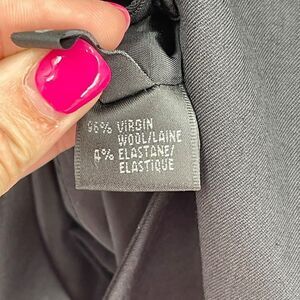 96% VIRGIN
WOOL/LAINE
4% ELASTANE/
ELASTIQUE